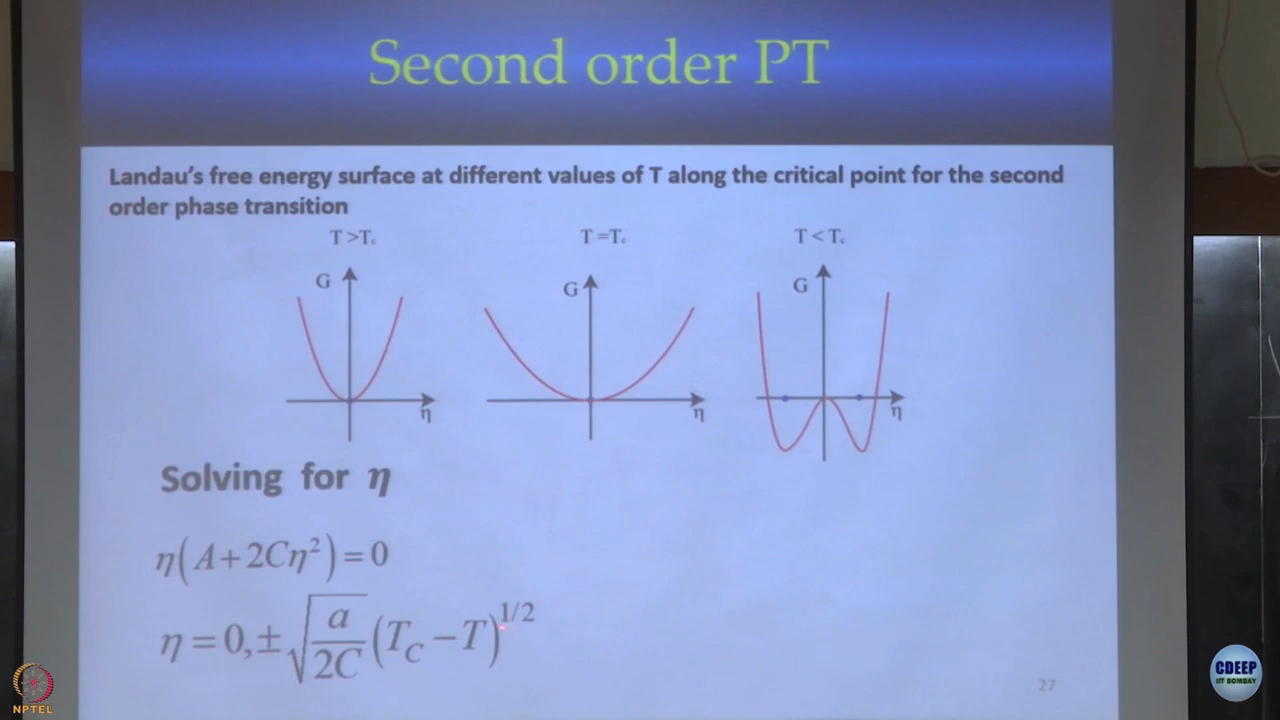 Second order PT
Landau's free energy surface at different values of T along the critical point for the second
order phase transition
T >Tc
T =Tc
T < Tc
G
η
G
η
G
η
Solving for η
η(A+2Cη²)=0
η=0,±√(a/2C)(T_C−T)^1/2
27
NPTEL
CDEEP
IIT BOMBAY